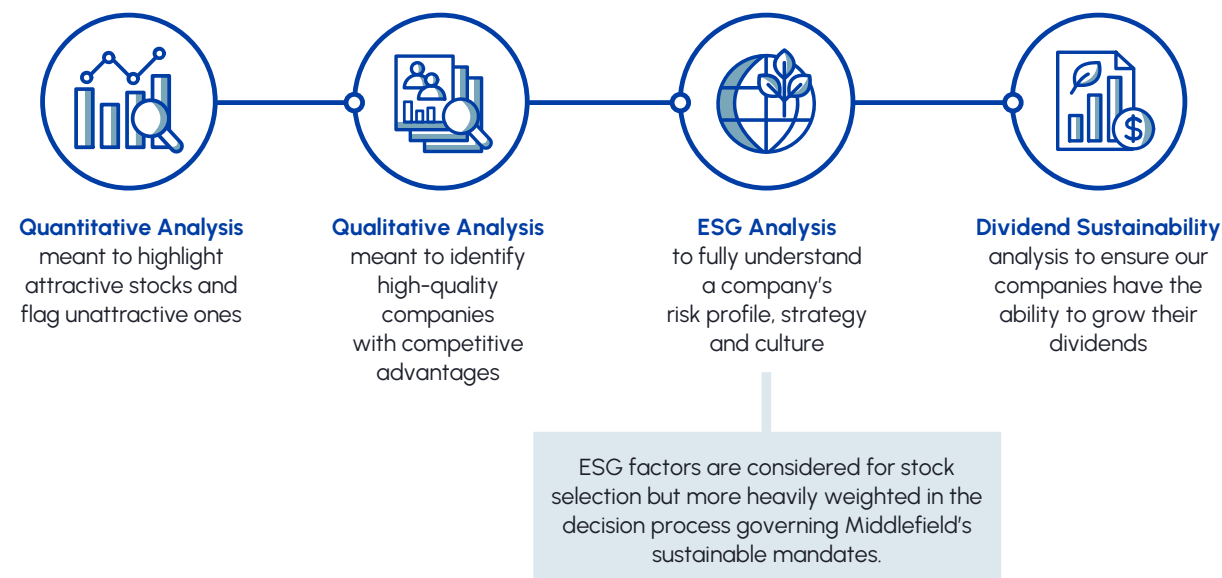 Quantitative Analysis
meant to highlight
attractive stocks and
flag unattractive ones
Qualitative Analysis
meant to identify
high-quality
companies
with competitive
advantages
ESG Analysis
to fully understand
a company’s
risk profile, strategy
and culture
Dividend Sustainability
analysis to ensure our
companies have the
ability to grow their
dividends
$
ESG factors are considered for stock
selection but more heavily weighted in the
decision process governing Middlefield’s
sustainable mandates.